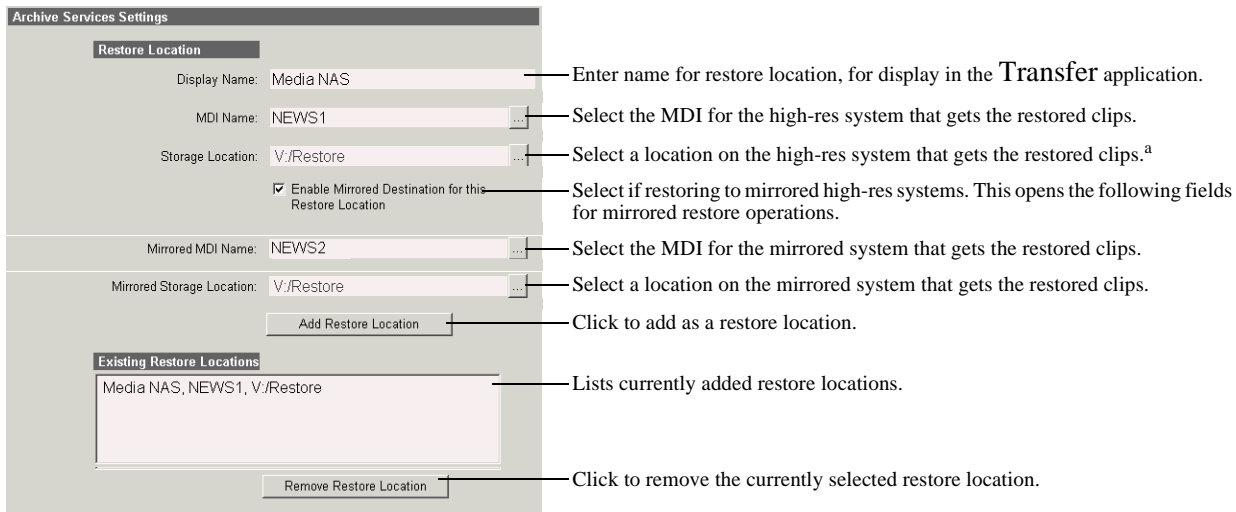 Archive Services Settings
Restore Location
Display Name: Media NAS
Enter name for restore location, for display in the Transfer application.
MDI Name: NEWS1 ...
Select the MDI for the high-res system that gets the restored clips.
Storage Location: V:/Restore ...
Select a location on the high-res system that gets the restored clips.a
Enable Mirrored Destination for this
Restore Location
Select if restoring to mirrored high-res systems. This opens the following fields
for mirrored restore operations.
Mirrored MDI Name: NEWS2 ...
Select the MDI for the mirrored system that gets the restored clips.
Mirrored Storage Location: V:/Restore ...
Select a location on the mirrored system that gets the restored clips.
Add Restore Location
Click to add as a restore location.
Existing Restore Locations
Media NAS, NEWS1, V:/Restore
Lists currently added restore locations.
Remove Restore Location
Click to remove the currently selected restore location.